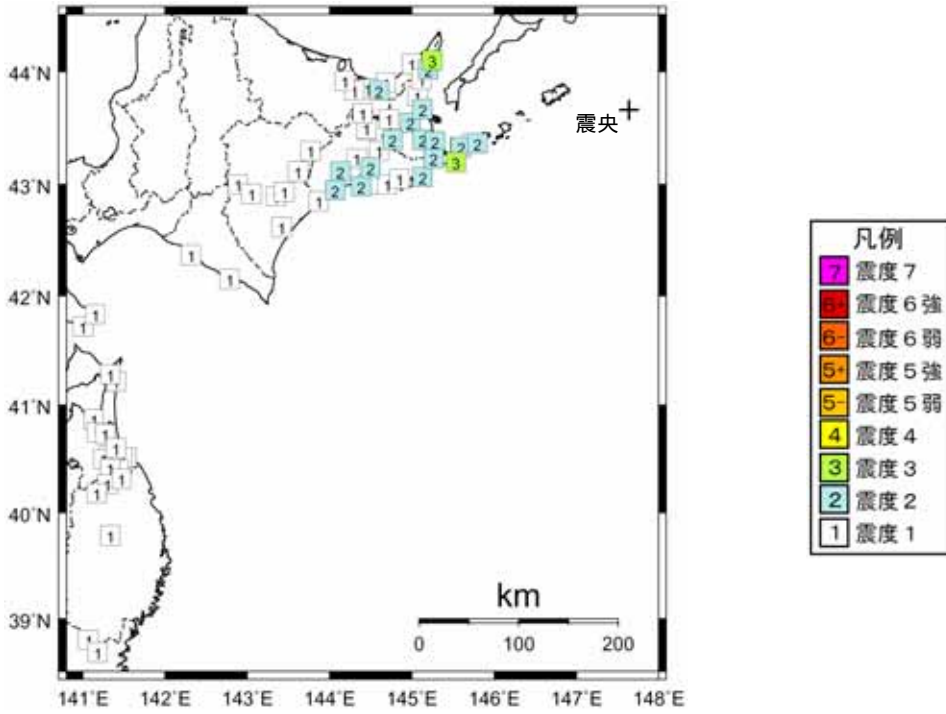 44°N
43°N
42°N
41°N
40°N
39°N
141°E 142°E 143°E 144°E 145°E 146°E 147°E 148°E
震央
km
0 100 200
凡例
7 震度7
6+ 震度6強
6- 震度6弱
5+ 震度5強
5- 震度5弱
4 震度4
3 震度3
2 震度2
1 震度1